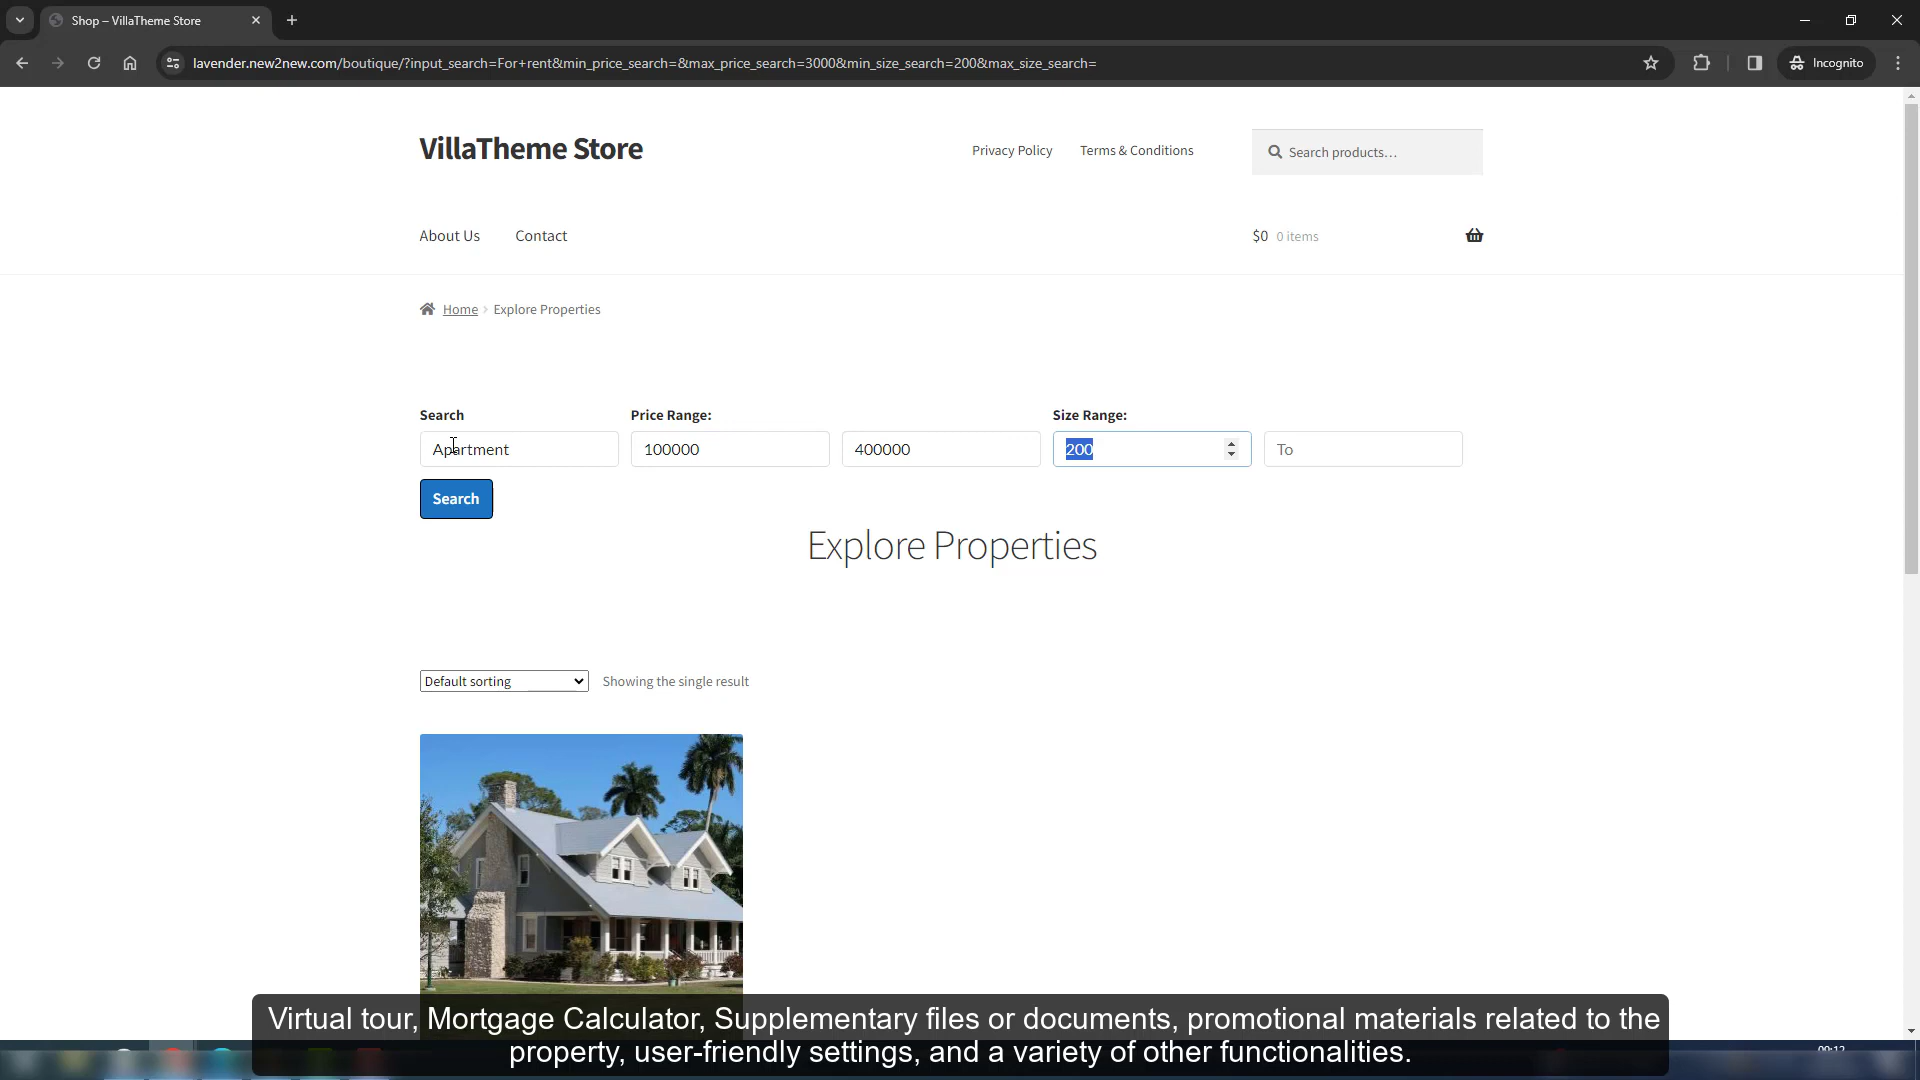 Shop – VillaTheme Store
lavender.new2new.com/boutique/?input_search=For+rent&min_price_search=&max_price_search=3000&min_size_search=200&max_size_search=
Incognito
VillaTheme Store
Privacy Policy
Terms & Conditions
Search products…
About Us
Contact
$0 0 items
Home
Explore Properties
Search
Price Range:
Size Range:
Apartment
100000
400000
200
To
Search
Explore Properties
Default sorting
Showing the single result
Virtual tour, Mortgage Calculator, Supplementary files or documents, promotional materials related to the
property, user-friendly settings, and a variety of other functionalities.